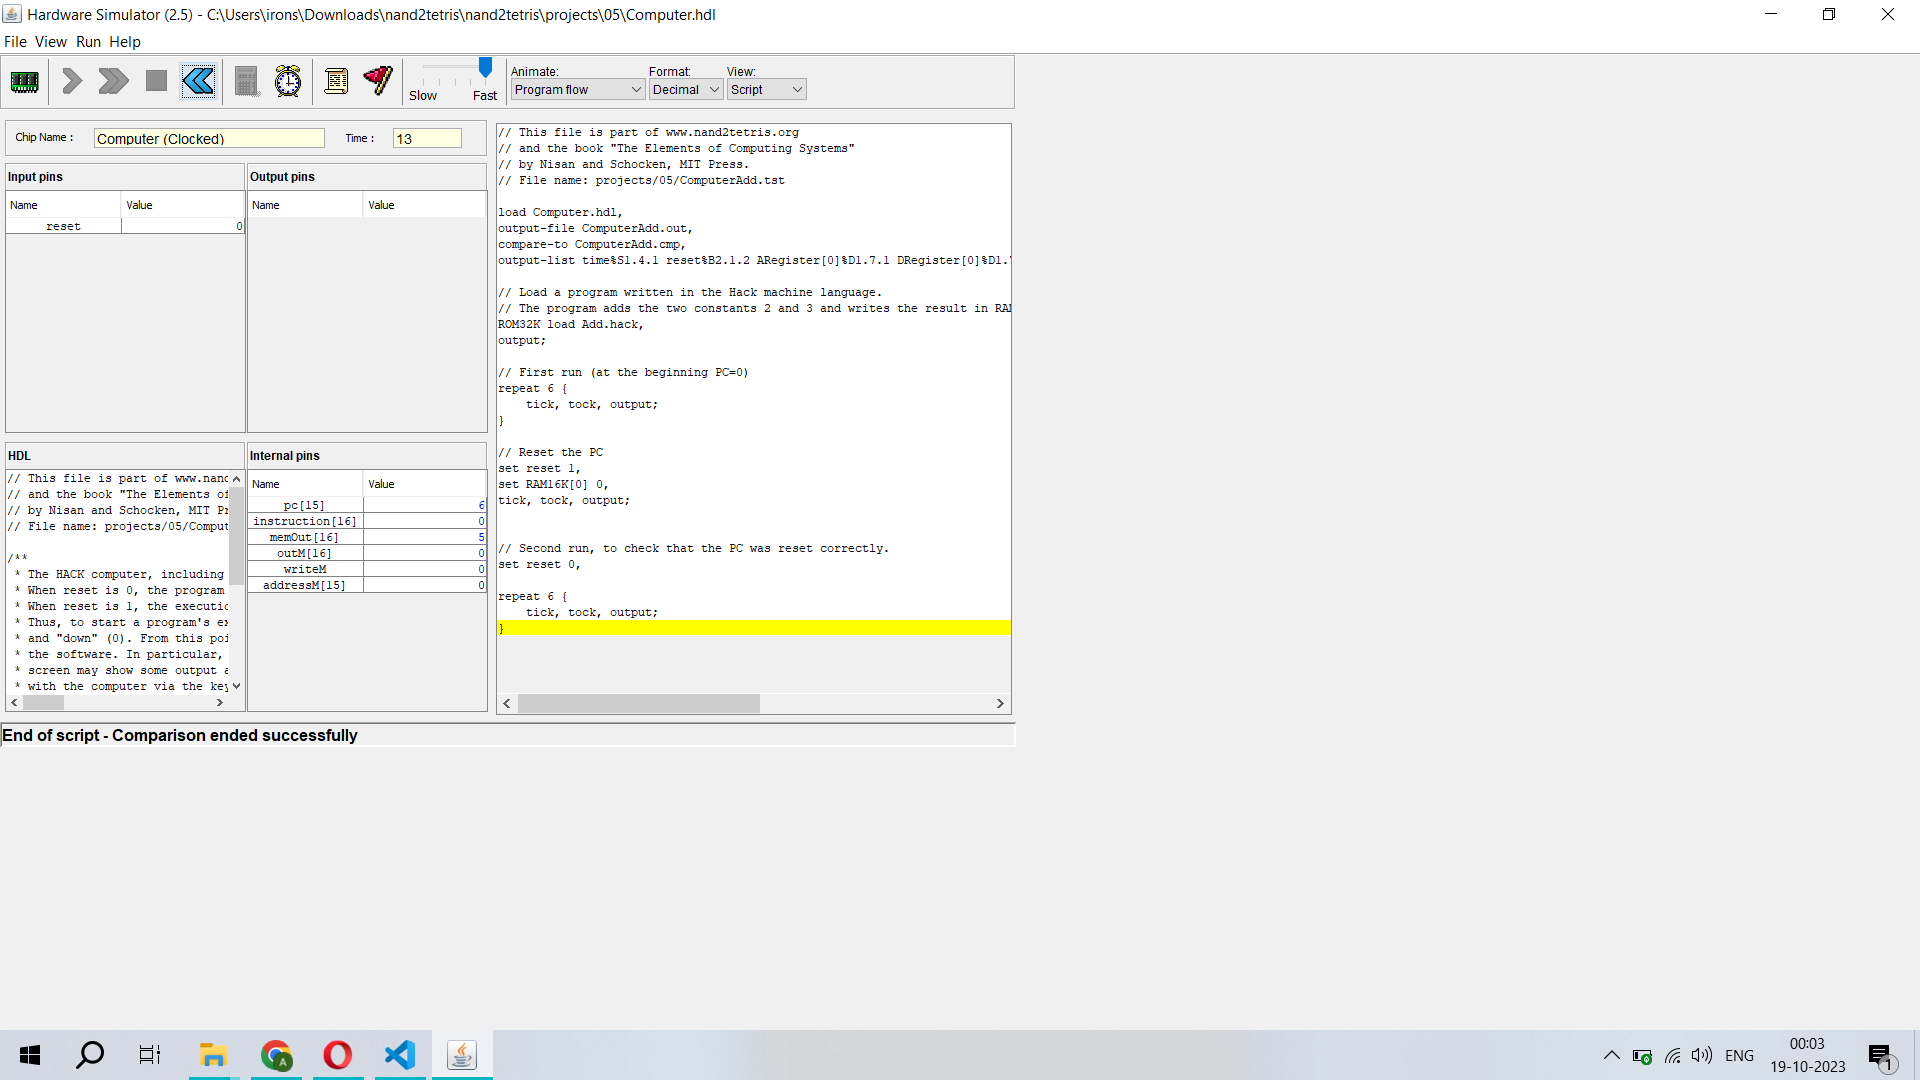 Hardware Simulator (2.5) - C:\Users\irons\Downloads\nand2tetris\nand2tetris\projects\05\Computer.hdl
File View Run Help
Slow Fast
Animate: Format: View:
Program flow Decimal Script
Chip Name : Computer (Clocked) Time : 13
Input pins
Name Value
reset 0
Output pins
Name Value
HDL
// This file is part of www.nand
// and the book "The Elements of
// by Nisan and Schocken, MIT Pr
// File name: projects/05/Comput
/**
* The HACK computer, including
* When reset is 0, the program
* When reset is 1, the executio
* Thus, to start a program's ex
* and "down" (0). From this poi
* the software. In particular,
* screen may show some output a
* with the computer via the key
Internal pins
Name Value
pc[15] 6
instruction[16] 0
memOut[16] 5
outM[16] 0
writeM 0
addressM[15] 0
// This file is part of www.nand2tetris.org
// and the book "The Elements of Computing Systems"
// by Nisan and Schocken, MIT Press.
// File name: projects/05/ComputerAdd.tst
load Computer.hdl,
output-file ComputerAdd.out,
compare-to ComputerAdd.cmp,
output-list time%S1.4.1 reset%B2.1.2 ARegister[0]%D1.7.1 DRegister[0]%D1.
// Load a program written in the Hack machine language.
// The program adds the two constants 2 and 3 and writes the result in RA
ROM32K load Add.hack,
output;
// First run (at the beginning PC=0)
repeat 6 {
tick, tock, output;
}
// Reset the PC
set reset 1,
set RAM16K[0] 0,
tick, tock, output;
// Second run, to check that the PC was reset correctly.
set reset 0,
repeat 6 {
tick, tock, output;
}
End of script - Comparison ended successfully
A
ENG
00:03
19-10-2023
1